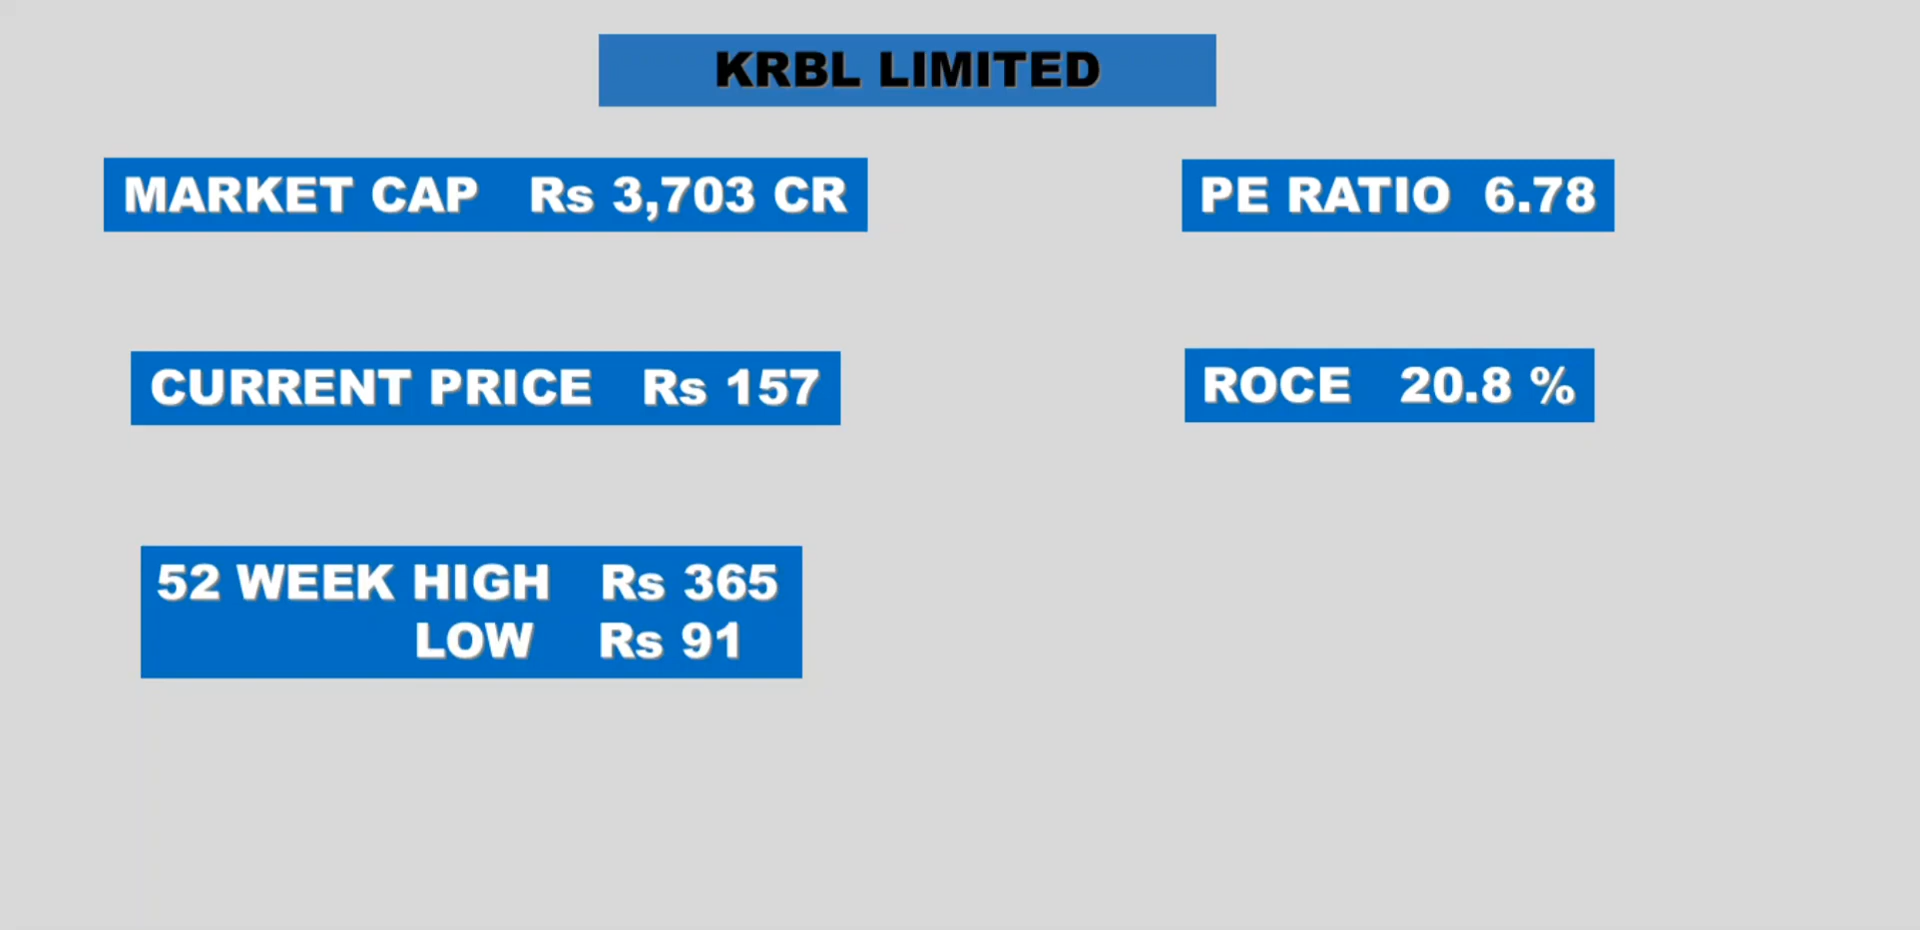 KRBL LIMITED
MARKET CAP Rs 3,703 CR
PE RATIO 6.78
CURRENT PRICE Rs 157
ROCE 20.8 %
52 WEEK HIGH Rs 365
LOW Rs 91